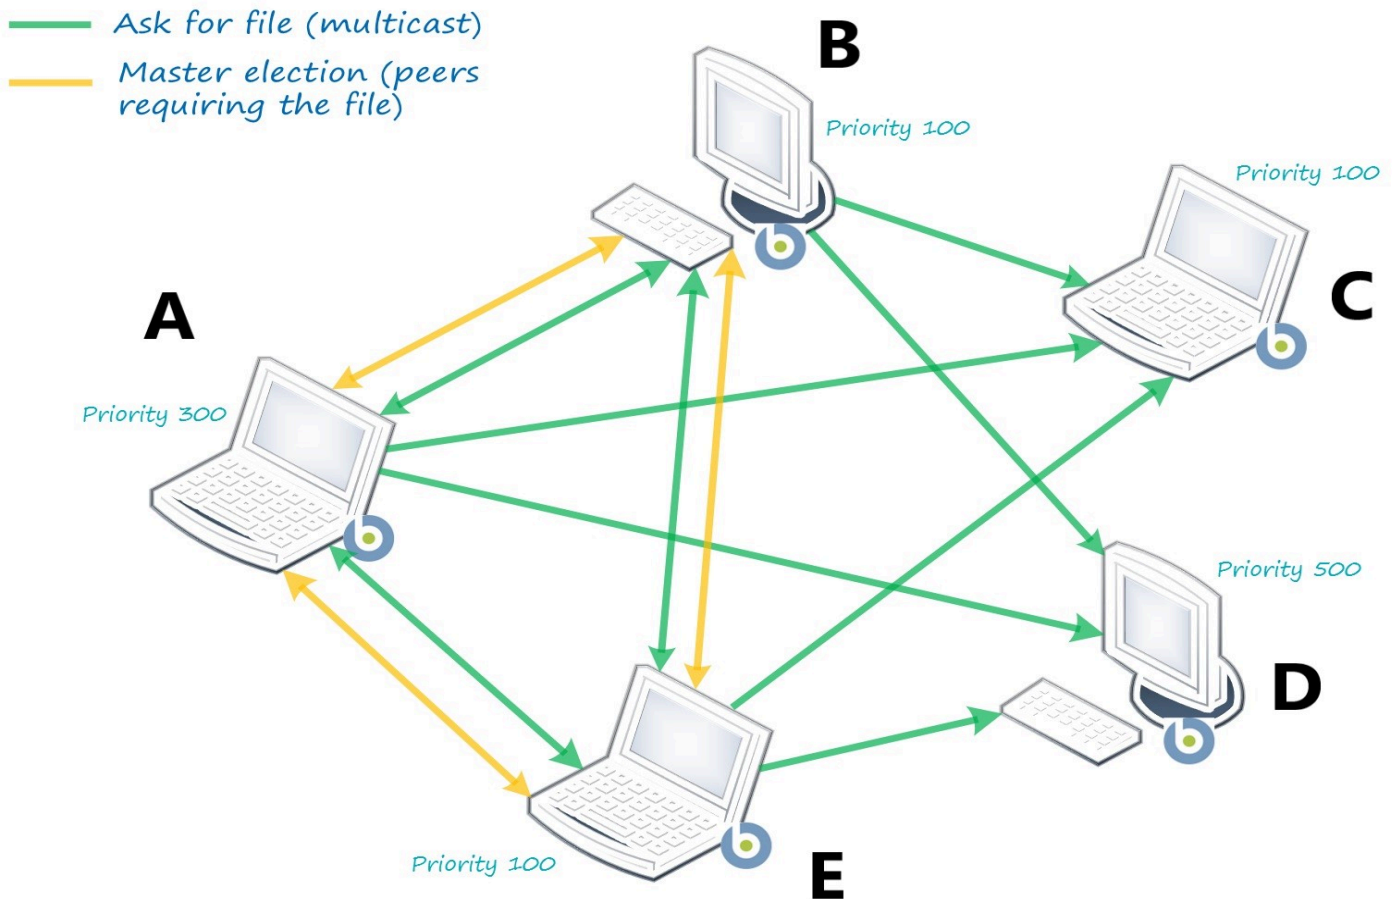 Ask for file (multicast)
Master election (peers
requiring the file)
B
Priority 100
Priority 100
C
A
Priority 300
Priority 500
D
Priority 100
E